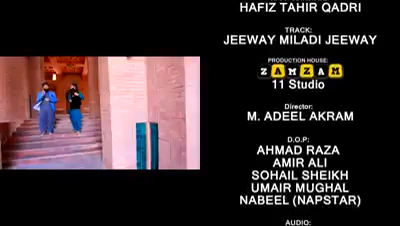 HAFIZ TAHIR QADRI
TRACK:
JEEWAY MILADI JEEWAY
PRODUCTION HOUSE:
ZAMZAM
11 Studio
Director:
M. ADEEL AKRAM
D.O.P:
AHMAD RAZA
AMIR ALI
SOHAIL SHEIKH
UMAIR MUGHAL
NABEEL (NAPSTAR)
AUDIO: